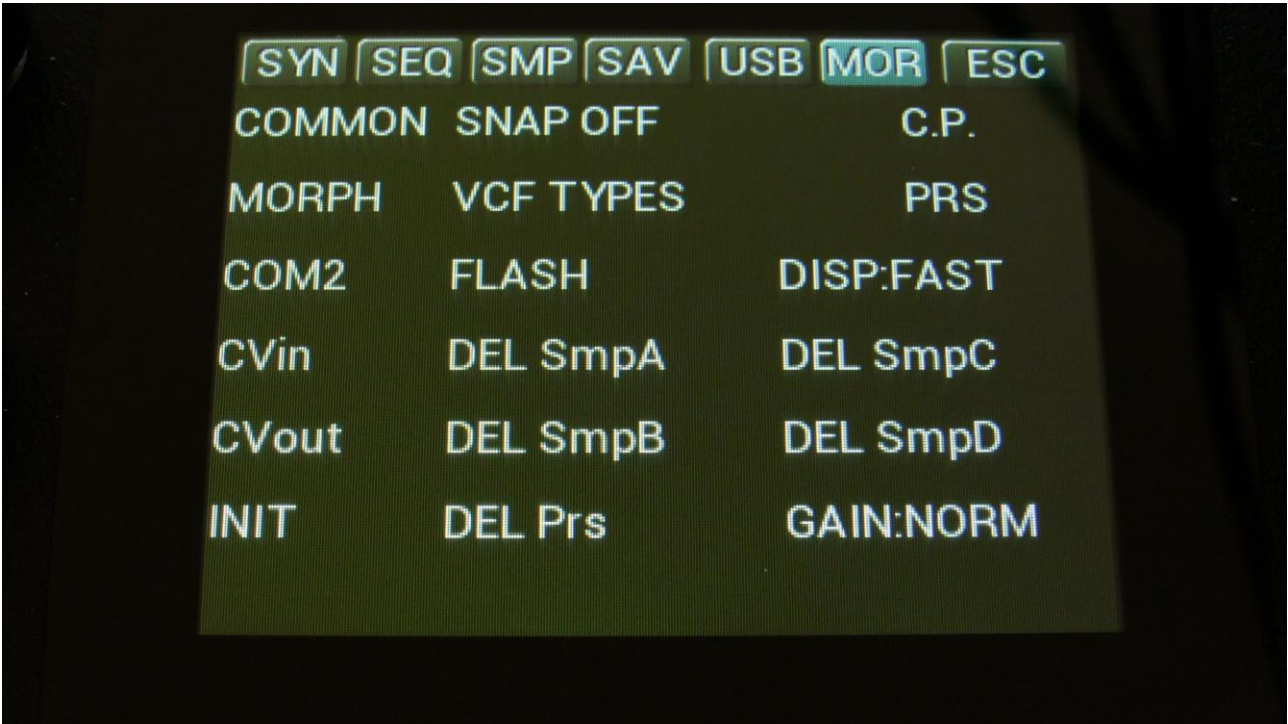 SYN SEQ SMP SAV USB MOR ESC
COMMON SNAP OFF C.P.
MORPH VCF TYPES PRS
COM2 FLASH DISP:FAST
CVin DEL SmpA DEL SmpC
CVout DEL SmpB DEL SmpD
INIT DEL Prs GAIN:NORM